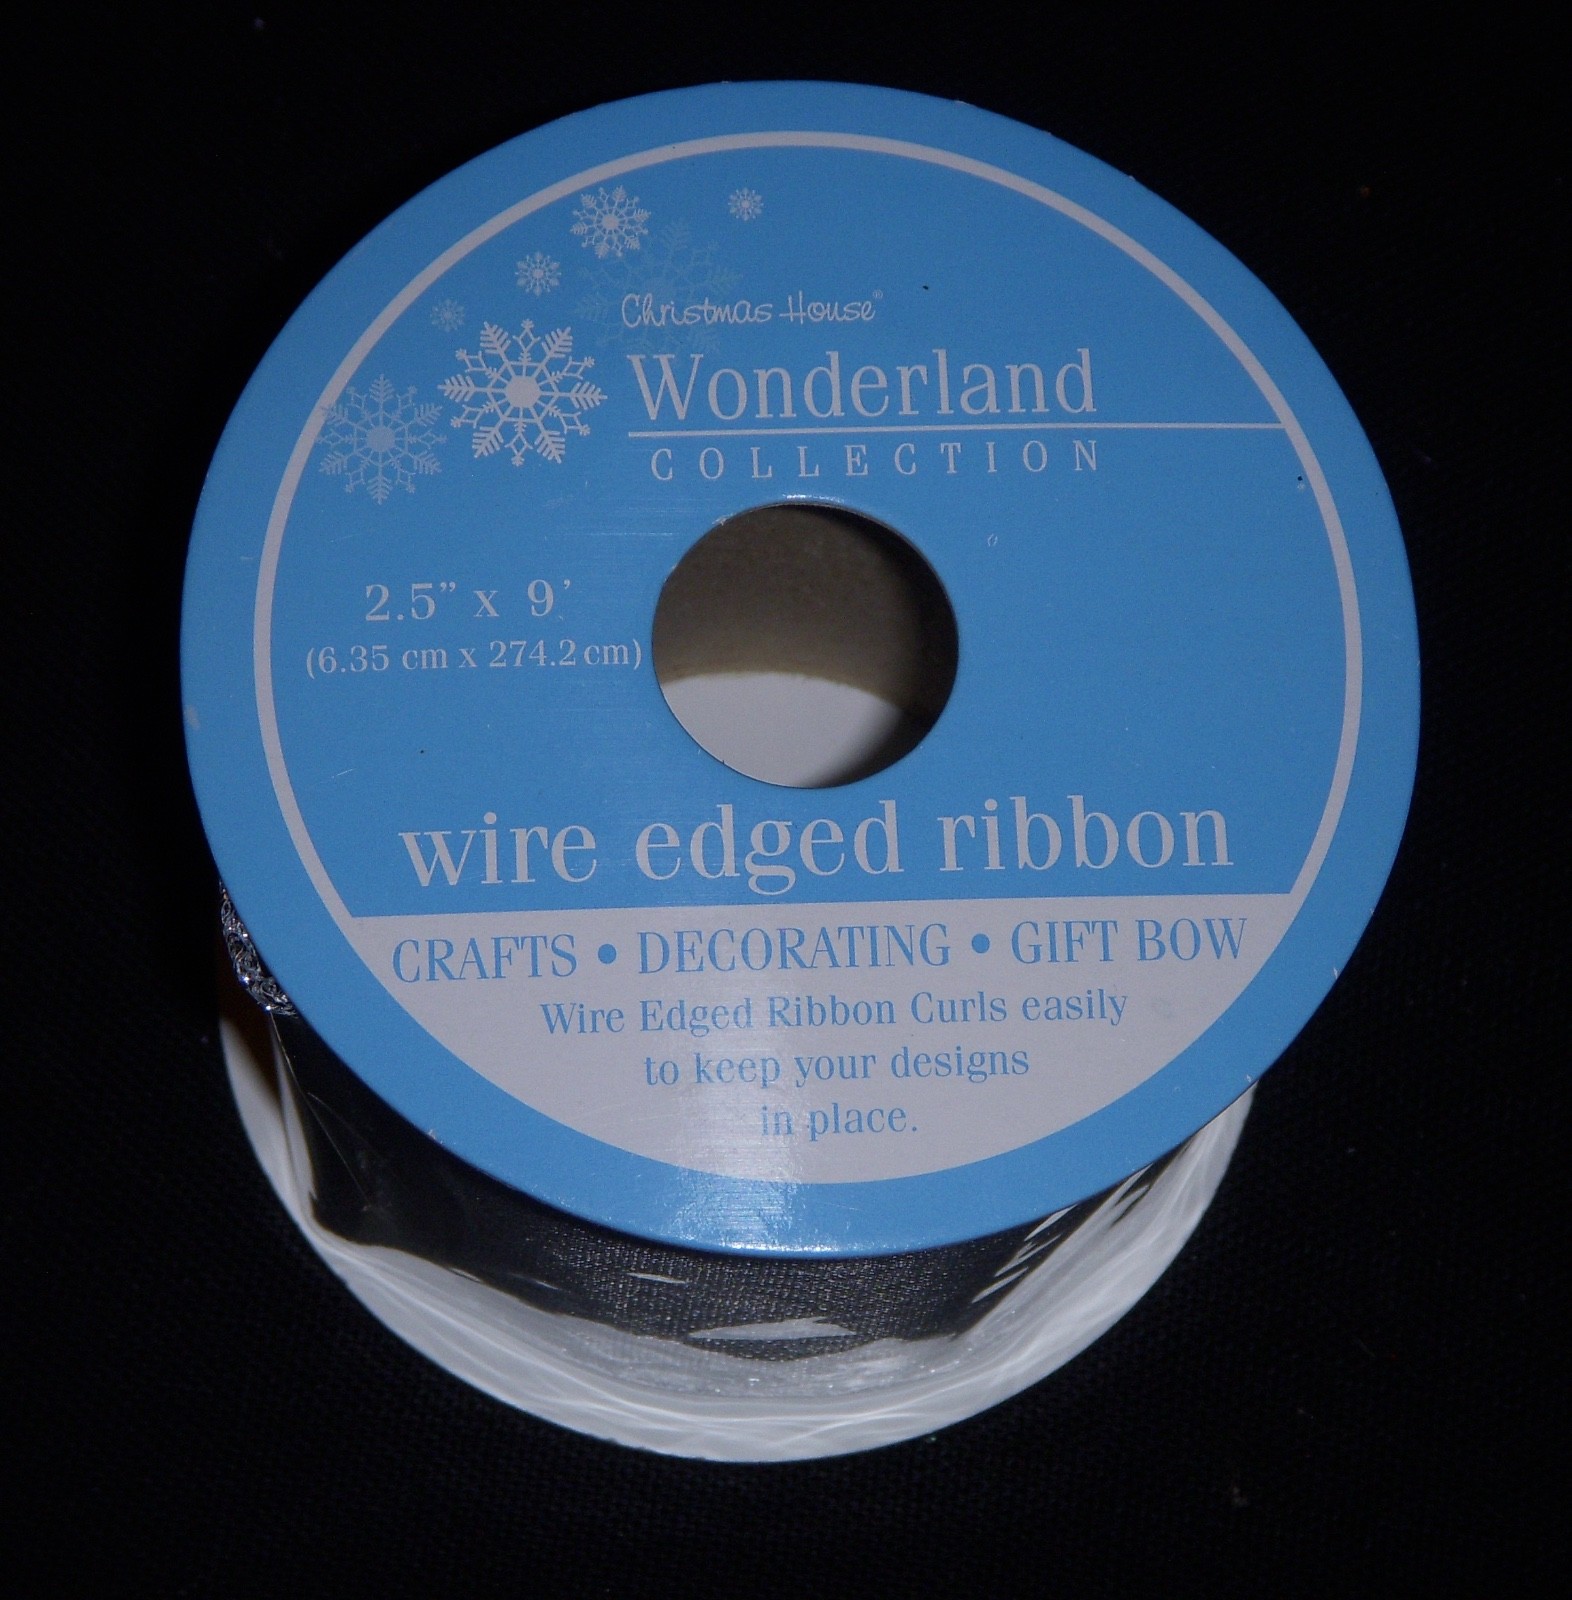 Christmas House®
Wonderland
COLLECTION
2.5” x 9’
(6.35 cm x 274.2 cm)
wire edged ribbon
CRAFTS • DECORATING • GIFT BOW
Wire Edged Ribbon Curls easily
to keep your designs
in place.